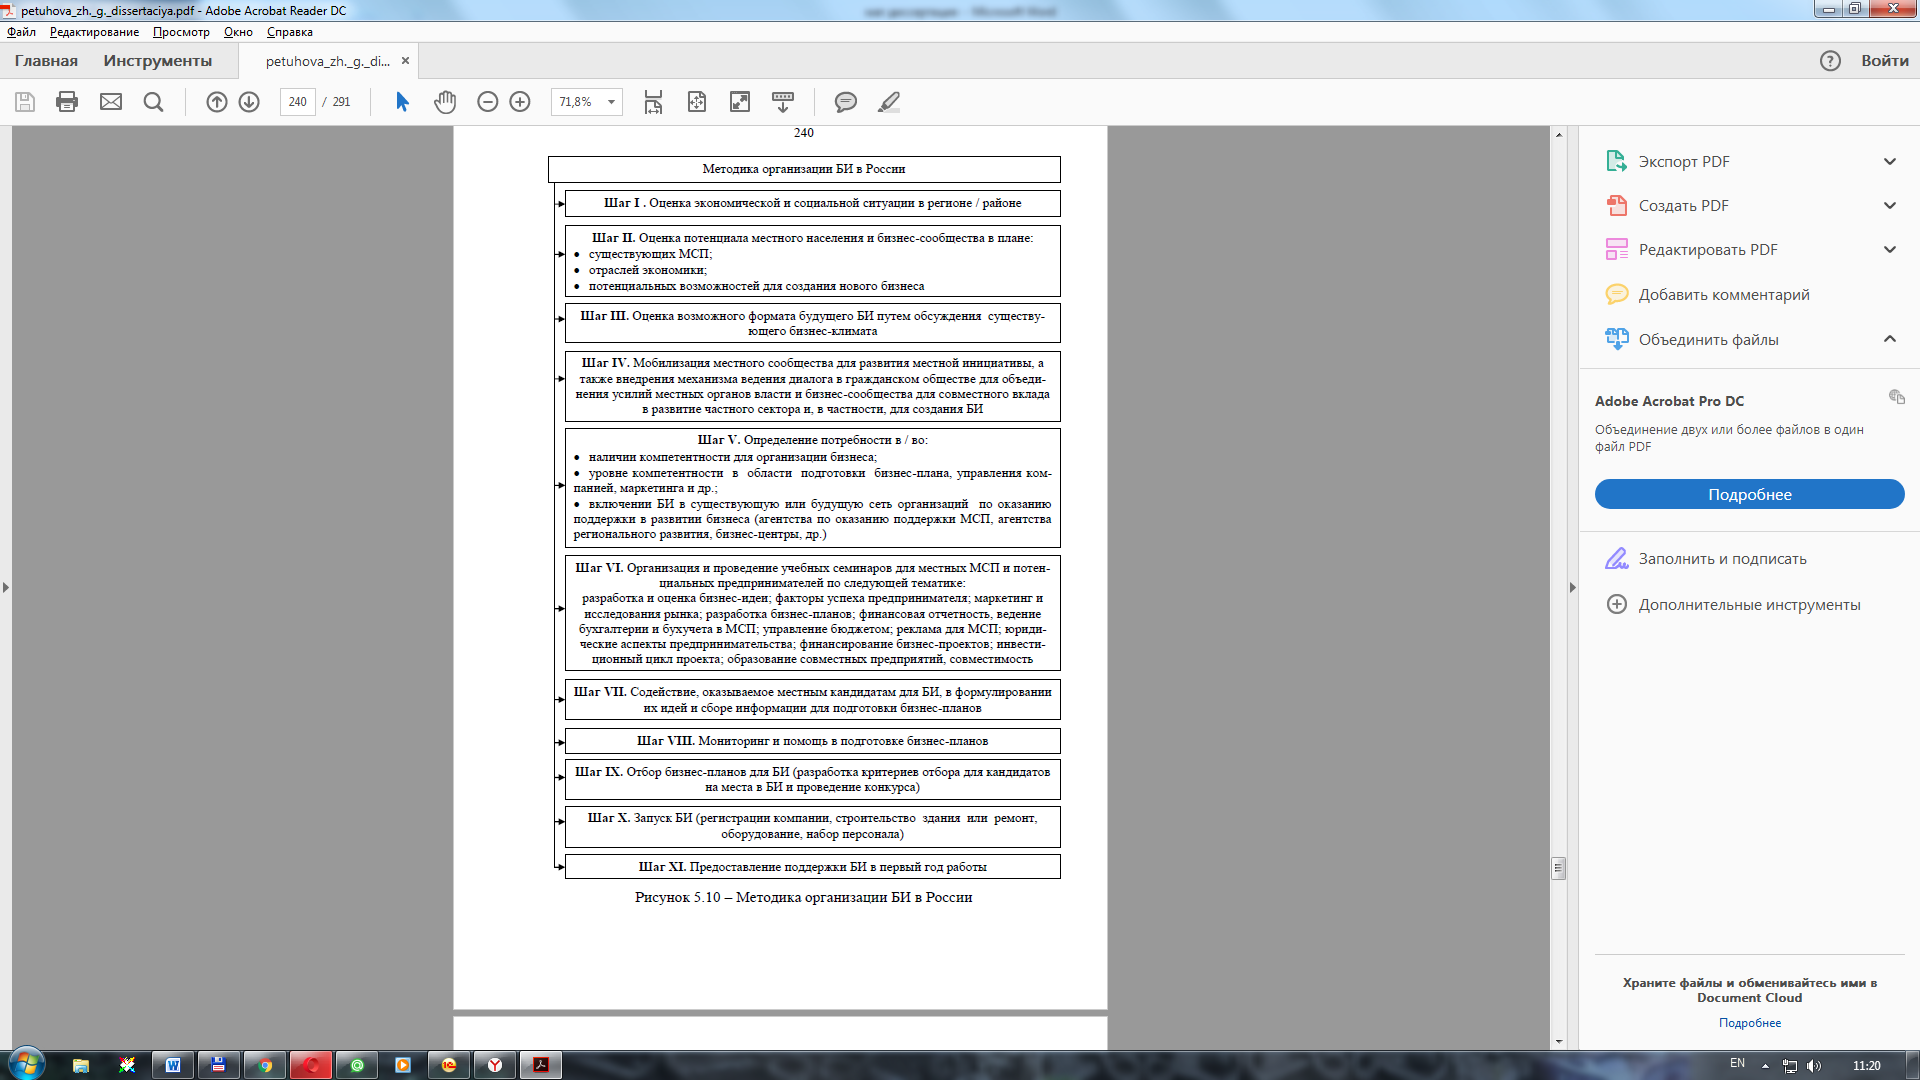 petuhova_zh._g._dissertaciya.pdf - Adobe Acrobat Reader DC
Файл Редактирование Просмотр Окно Справка
Главная Инструменты petuhova_zh._g._di... × Войти
240 / 291 71,8%
240
Методика организации БИ в России
Шаг I . Оценка экономической и социальной ситуации в регионе / районе
Шаг II. Оценка потенциала местного населения и бизнес-сообщества в плане:
• существующих МСП;
• отраслей экономики;
• потенциальных возможностей для создания нового бизнеса
Шаг III. Оценка возможного формата будущего БИ путем обсуждения существу-
ющего бизнес-климата
Шаг IV. Мобилизация местного сообщества для развития местной инициативы, а
также внедрения механизма ведения диалога в гражданском обществе для объеди-
нения усилий местных органов власти и бизнес-сообщества для совместного вклада
в развитие частного сектора и, в частности, для создания БИ
Шаг V. Определение потребности в / во:
• наличии компетентности для организации бизнеса;
• уровне компетентности в области подготовки бизнес-плана, управления ком-
панией, маркетинга и др.;
• включении БИ в существующую или будущую сеть организаций по оказанию
поддержки в развитии бизнеса (агентства по оказанию поддержки МСП, агентства
регионального развития, бизнес-центры, др.)
Шаг VI. Организация и проведение учебных семинаров для местных МСП и потен-
циальных предпринимателей по следующей тематике:
разработка и оценка бизнес-идеи; факторы успеха предпринимателя; маркетинг и
исследования рынка; разработка бизнес-планов; финансовая отчетность, ведение
бухгалтерии и бухучета в МСП; управление бюджетом; реклама для МСП; юриди-
ческие аспекты предпринимательства; финансирование бизнес-проектов; инвести-
ционный цикл проекта; образование совместных предприятий, совместимость
Шаг VII. Содействие, оказываемое местным кандидатам для БИ, в формулировании
их идей и сборе информации для подготовки бизнес-планов
Шаг VIII. Мониторинг и помощь в подготовке бизнес-планов
Шаг IX. Отбор бизнес-планов для БИ (разработка критериев отбора для кандидатов
на места в БИ и проведение конкурса)
Шаг X. Запуск БИ (регистрации компании, строительство здания или ремонт,
оборудование, набор персонала)
Шаг XI. Предоставление поддержки БИ в первый год работы
Рисунок 5.10 – Методика организации БИ в России
Экспорт PDF
Создать PDF
Редактировать PDF
Добавить комментарий
Объединить файлы
Adobe Acrobat Pro DC
Объединение двух или более файлов в один
файл PDF
Подробнее
Заполнить и подписать
Дополнительные инструменты
Храните файлы и обменивайтесь ими в
Document Cloud
Подробнее
EN 11:20